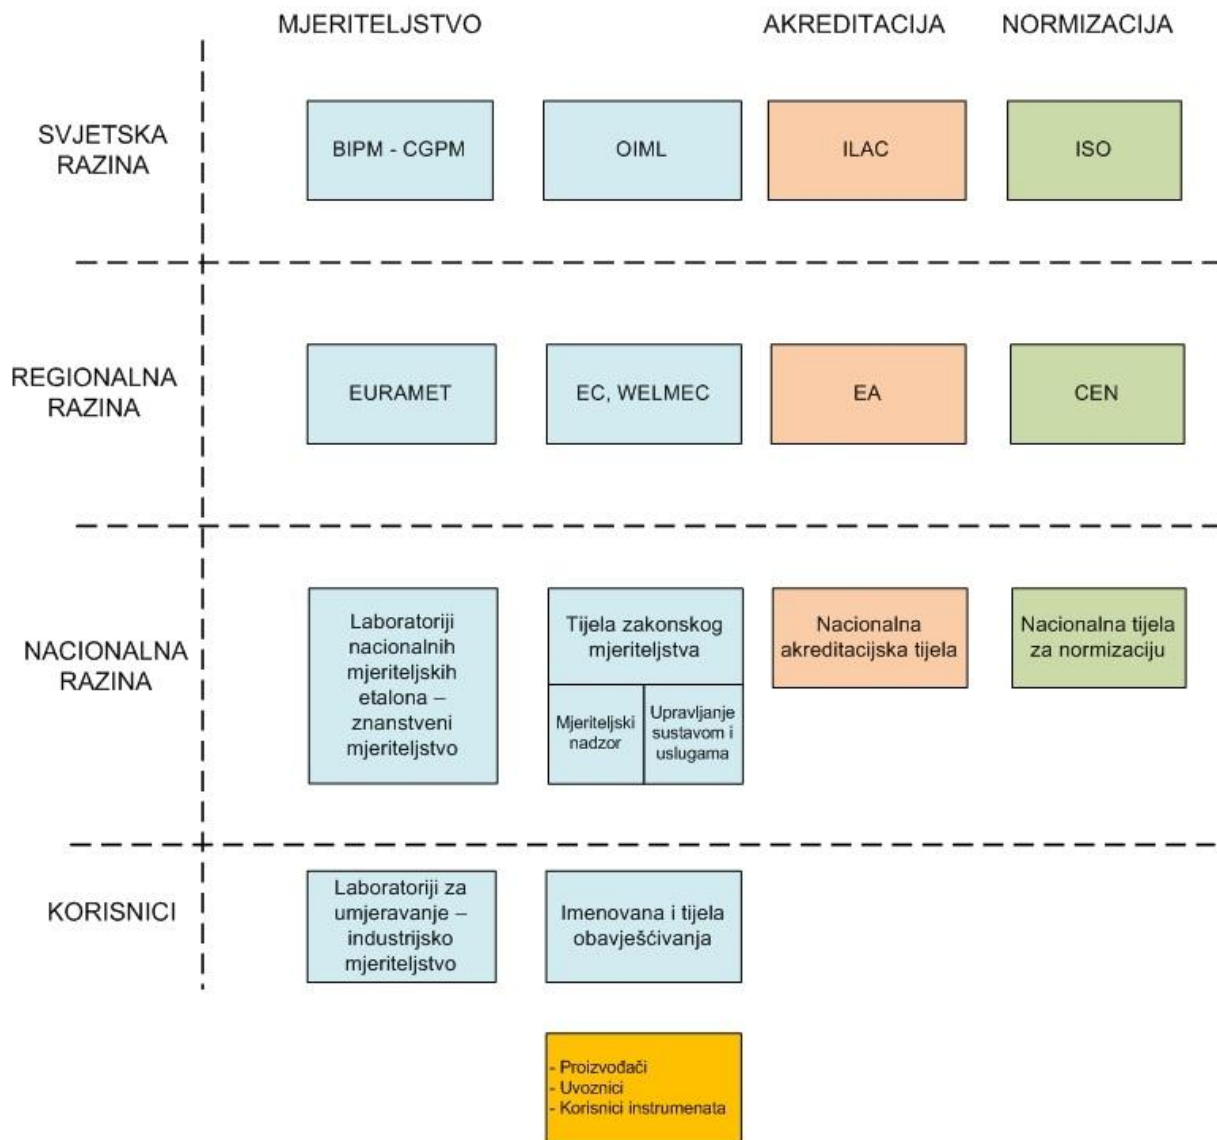 MJERITELJSTVO
AKREDITACIJA
NORMIZACIJA
SVJETSKA
RAZINA
BIPM - CGPM
OIML
ILAC
ISO
REGIONALNA
RAZINA
EURAMET
EC, WELMEC
EA
CEN
NACIONALNA
RAZINA
Laboratoriji
nacionalnih
mjeriteljskih
etalona –
znanstveni
mjeriteljstvo
Tijela zakonskog
mjeriteljstva
Mjeriteljski
nadzor
Upravljanje
sustavom i
uslugama
Nacionalna
akreditacijska tijela
Nacionalna tijela
za normizaciju
KORISNICI
Laboratoriji za
umjeravanje –
industrijsko
mjeriteljstvo
Imenovana i tijela
obavješćivanja
- Proizvođači
- Uvoznici
- Korisnici instrumenata